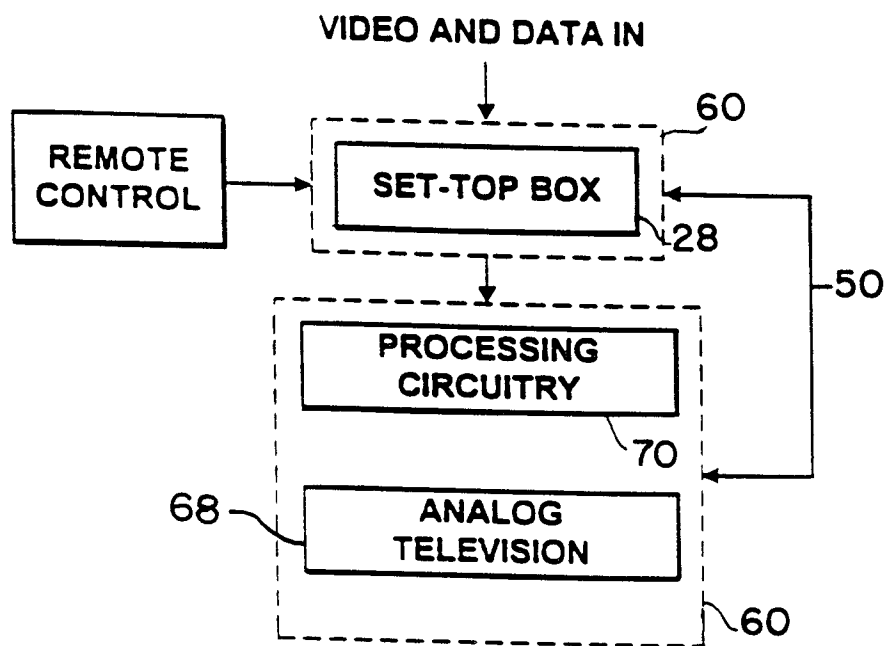 VIDEO AND DATA IN
60
REMOTE
CONTROL
SET-TOP BOX
28
50
PROCESSING
CIRCUITRY
70
68
ANALOG
TELEVISION
60